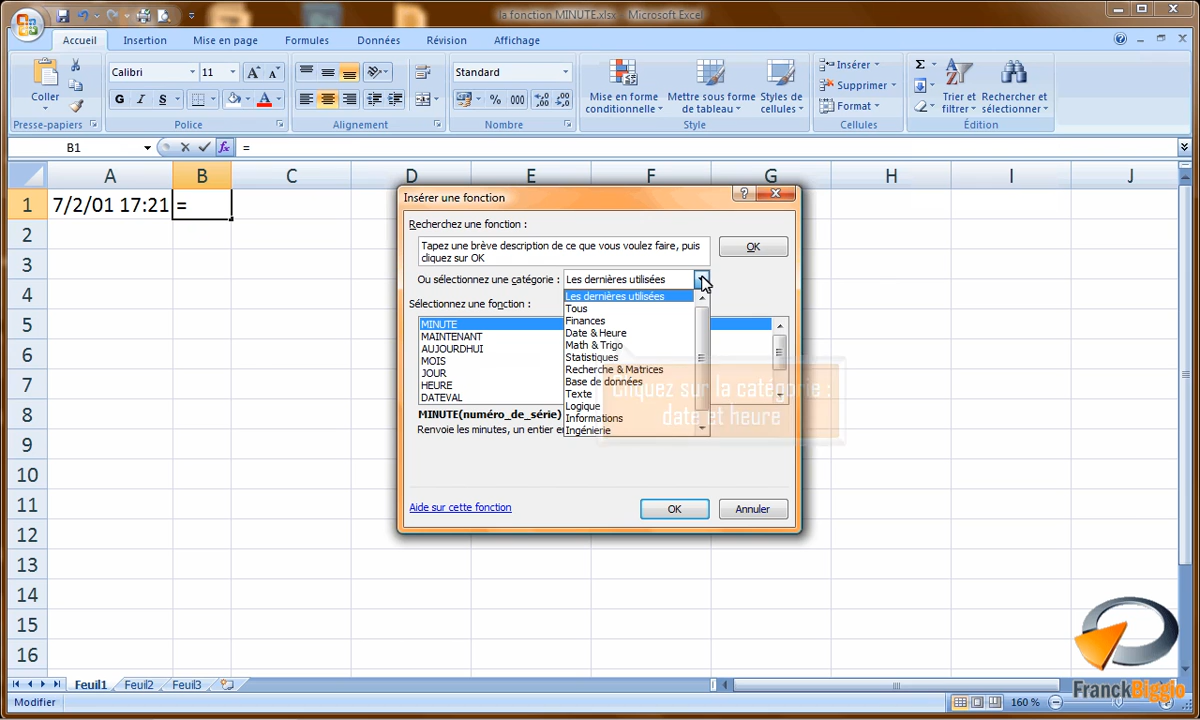 la fonction MINUTE.xlsx - Microsoft Excel
Accueil Insertion Mise en page Formules Données Révision Affichage
Coller
Presse-papiers
Calibri 11
G I S
Police
Alignement
Standard
% 000
Nombre
Mise en forme conditionnelle
Mettre sous forme de tableau
Styles de cellules
Style
Insérer
Supprimer
Format
Cellules
Σ
Trier et filtrer
Rechercher et sélectionner
Édition
B1 fx =
A B C D E F G H I J
1 7/2/01 17:21 =
2
3
4
5
6
7
8
9
10
11
12
13
14
15
16
Insérer une fonction
Recherchez une fonction :
Tapez une brève description de ce que vous voulez faire, puis
cliquez sur OK
OK
Ou sélectionnez une catégorie : Les dernières utilisées
Les dernières utilisées
Tous
Finances
Date & Heure
Math & Trigo
Statistiques
Recherche & Matrices
Base de données
Texte
Logique
Informations
Ingénierie
Sélectionnez une fonction :
MINUTE
MAINTENANT
AUJOURDHUI
MOIS
JOUR
HEURE
DATEVAL
MINUTE(numéro_de_série)
Renvoie les minutes, un entier
Cliquez sur la catégorie :
date et heure
Aide sur cette fonction
OK Annuler
Feuil1 Feuil2 Feuil3
Modifier
160 %
FranckBiggio